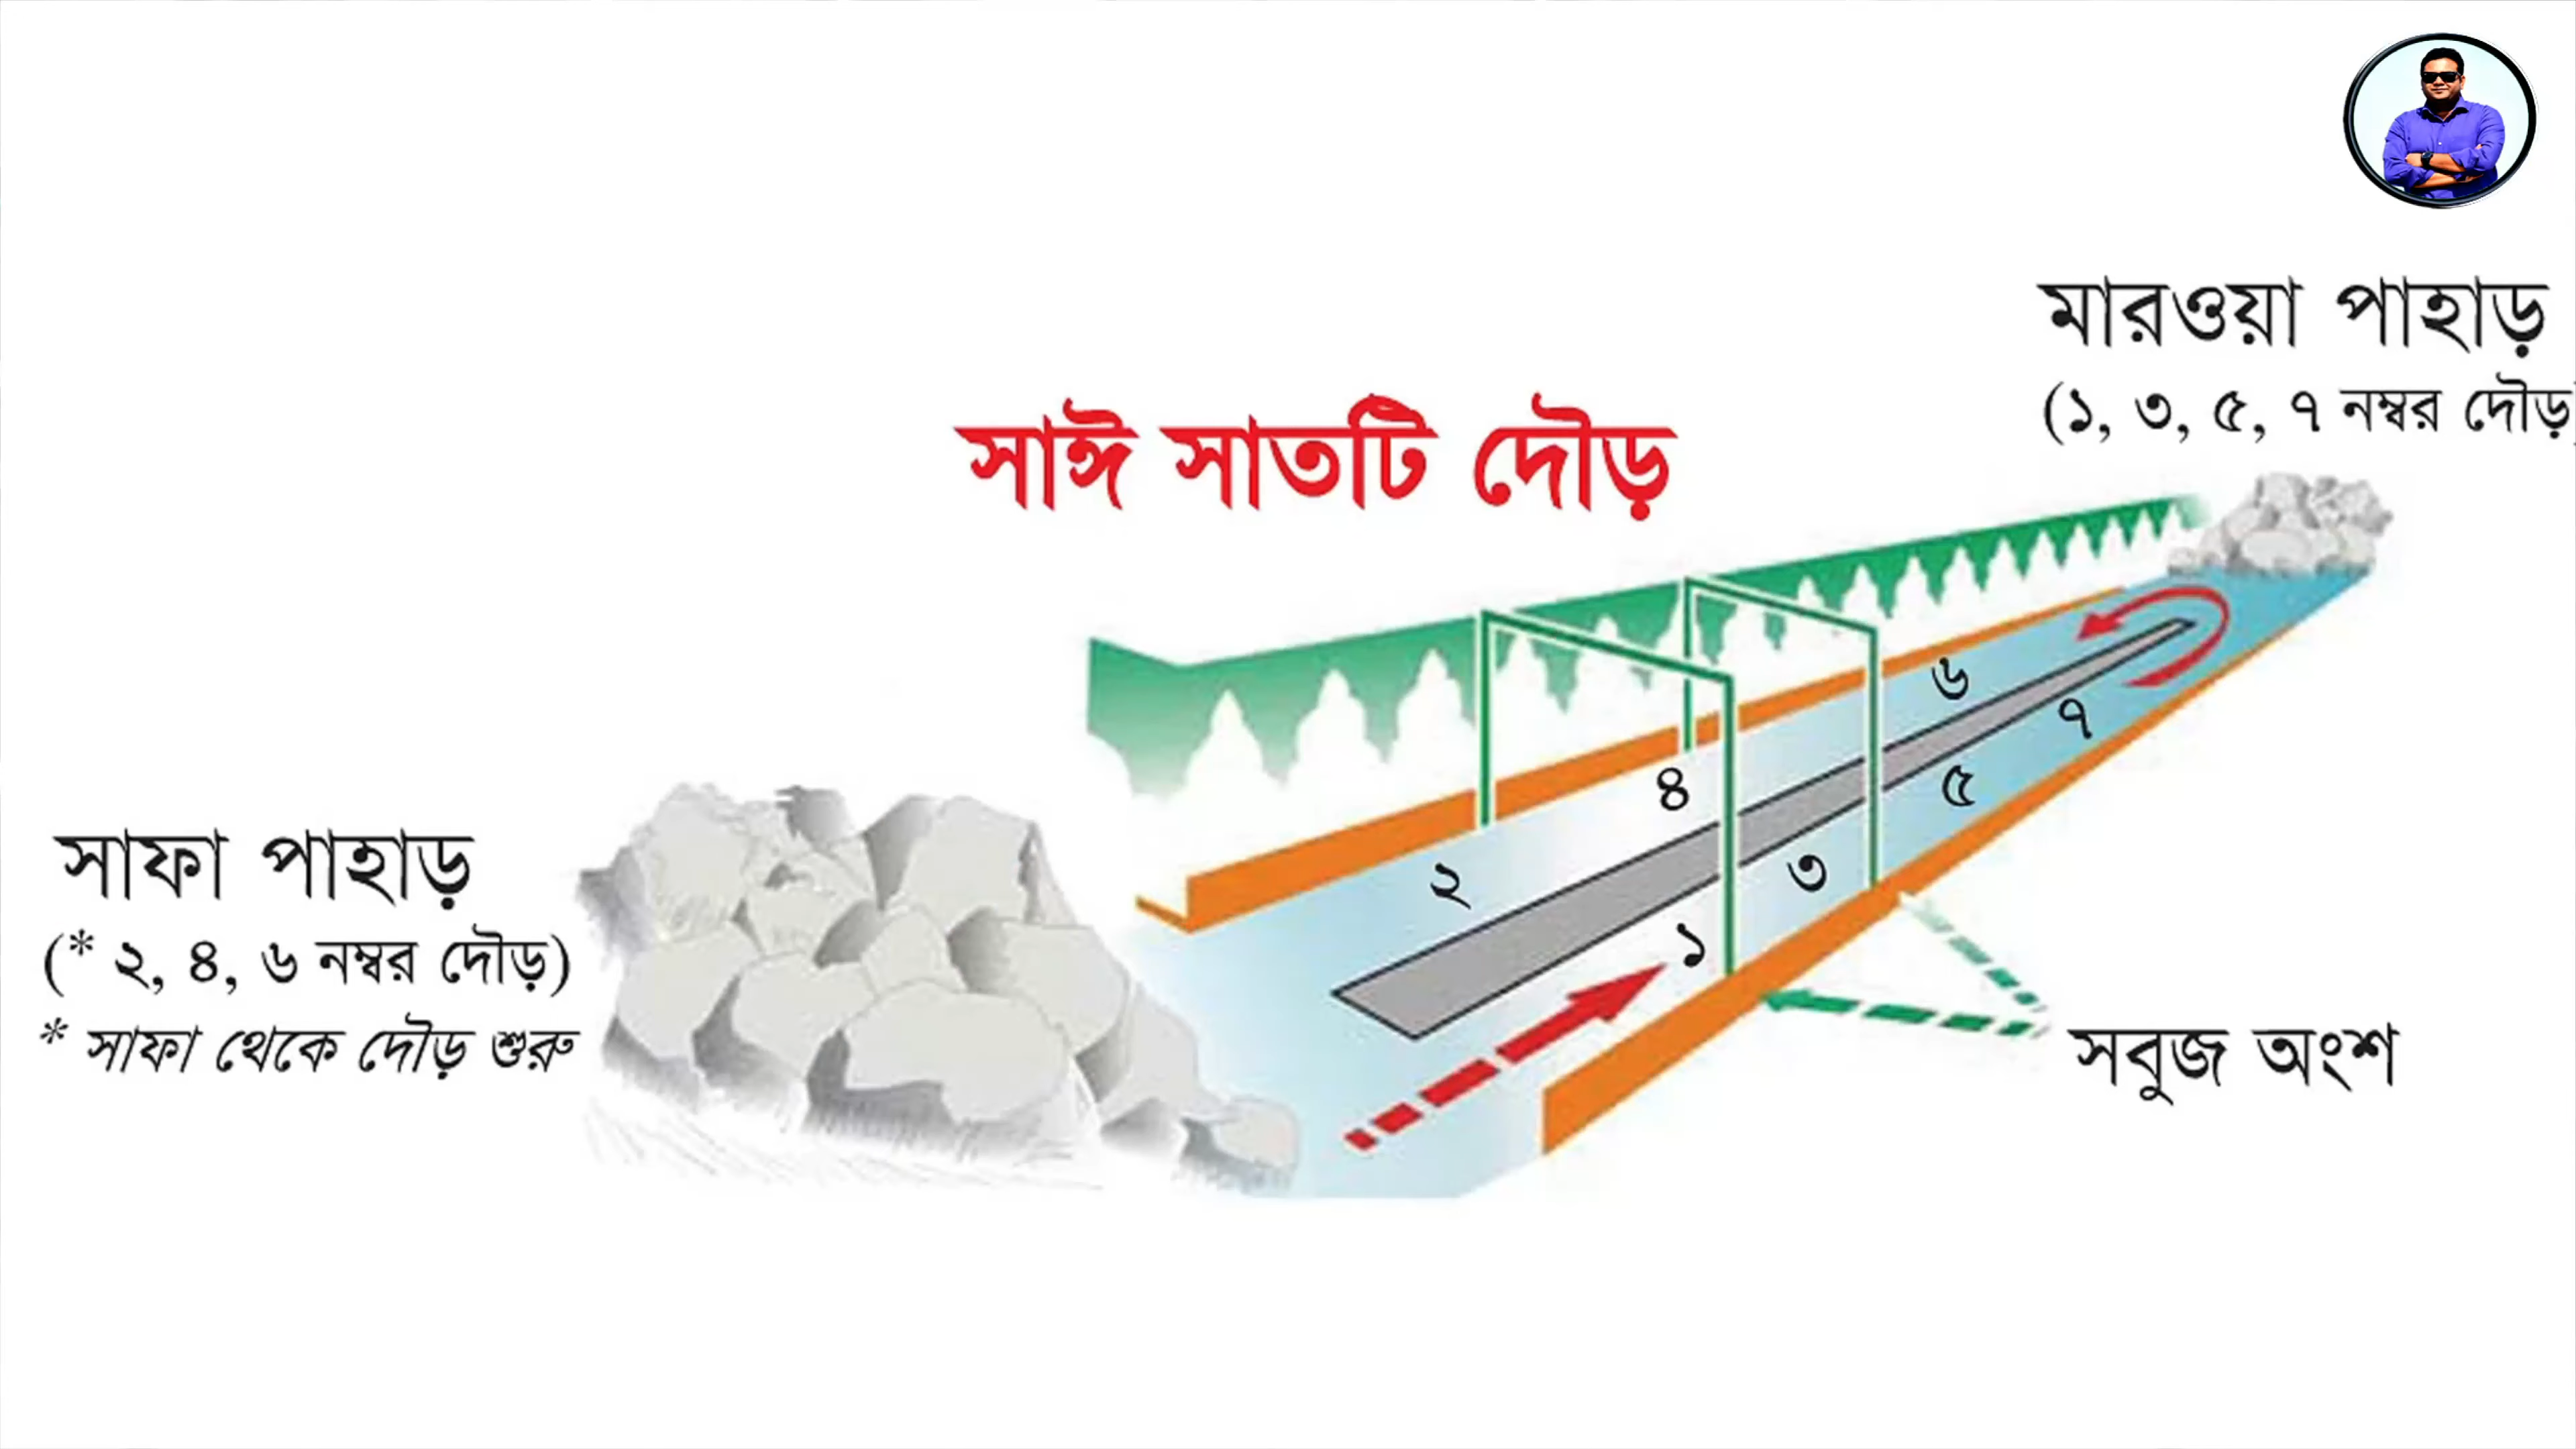 মারওয়া পাহাড়
(১, ৩, ৫, ৭ নম্বর দৌড়)
সাঈ সাতটি দৌড়
৬
৭
৪
৫
২
৩
১
সাফা পাহাড়
(* ২, ৪, ৬ নম্বর দৌড়)
* সাফা থেকে দৌড় শুরু
সবুজ অংশ